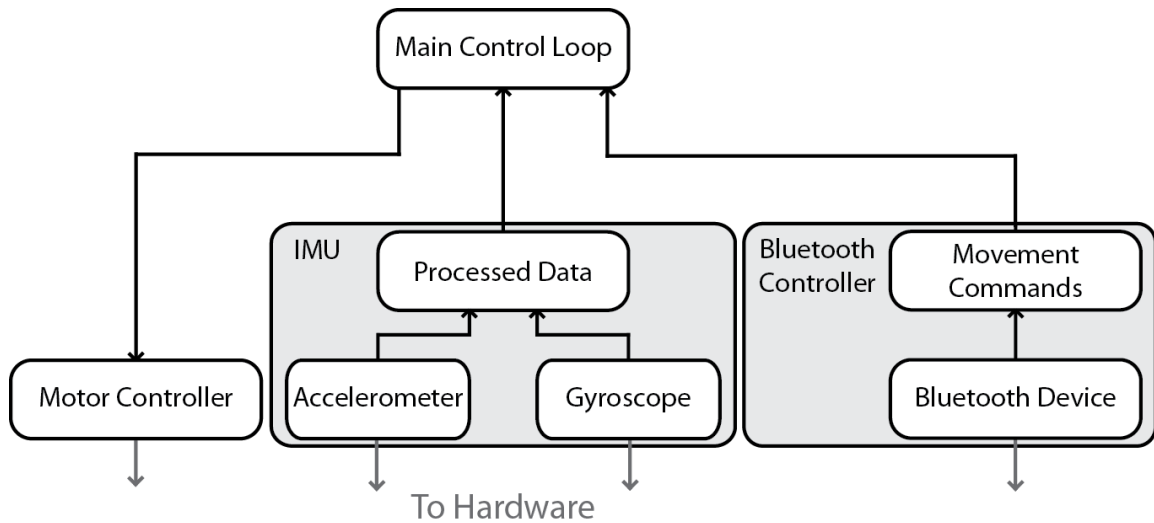 Main Control Loop
IMU
Processed Data
Bluetooth
Controller
Movement
Commands
Motor Controller
Accelerometer
Gyroscope
Bluetooth Device
To Hardware